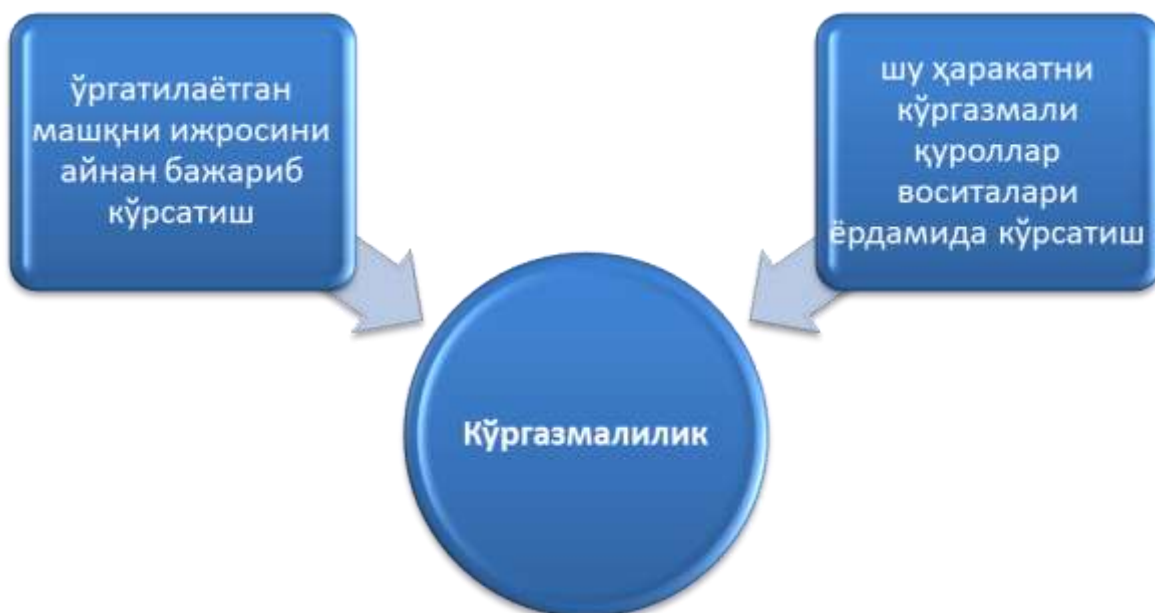 ўргатилаётган
машқни ижросини
айнан бажариб
кўрсатиш
шу ҳаракатни
кўргазмали
қуроллар
воситалари
ёрдамида кўрсатиш
Кўргазмалилик